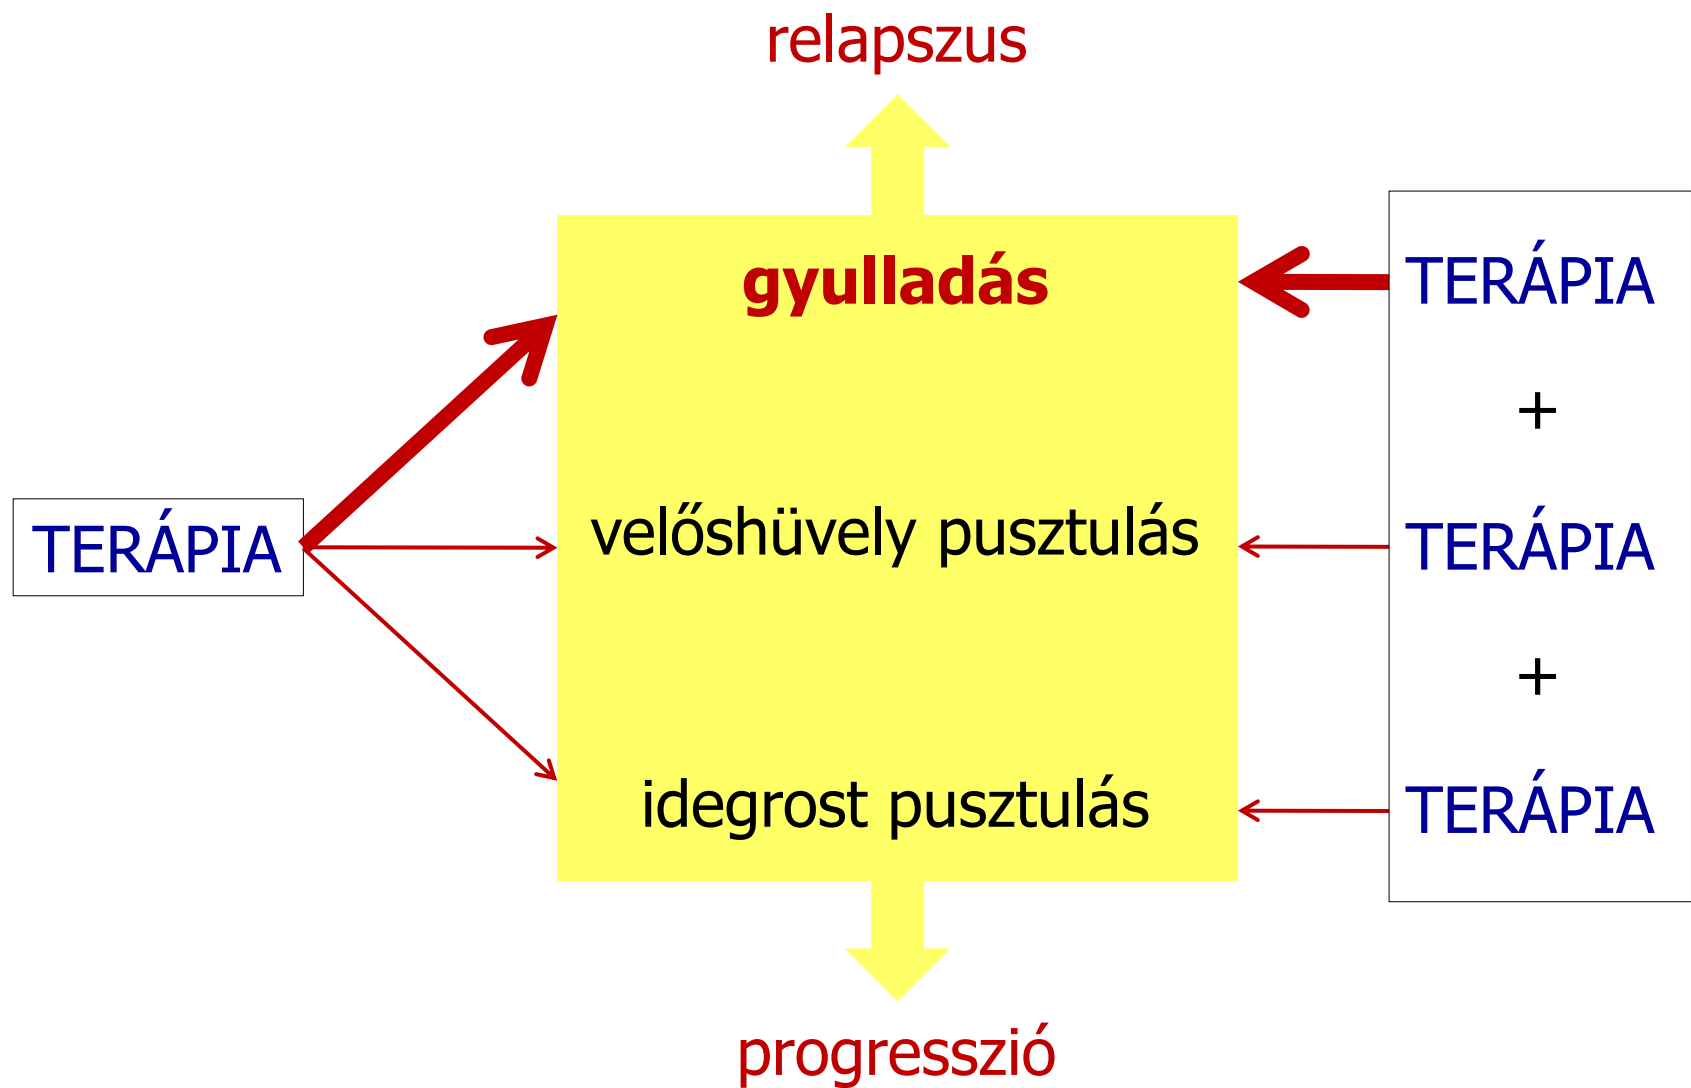 relapszus
gyulladás
TERÁPIA
+
velőshüvely pusztulás
TERÁPIA
TERÁPIA
+
idegrost pusztulás
TERÁPIA
progresszió